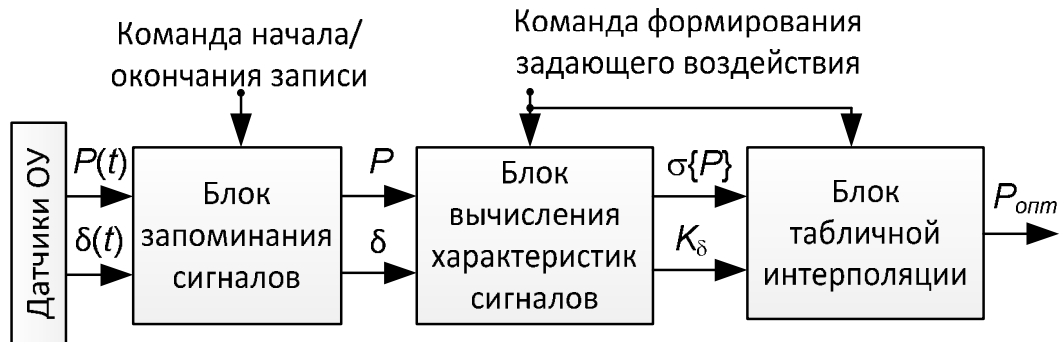 Команда начала/
окончания записи
Команда формирования
задающего воздействия
Датчики ОУ
P(t)
δ(t)
Блок
запоминания
сигналов
P
δ
Блок
вычисления
характеристик
сигналов
σ{P}
Kδ
Блок
табличной
интерполяции
Pопт